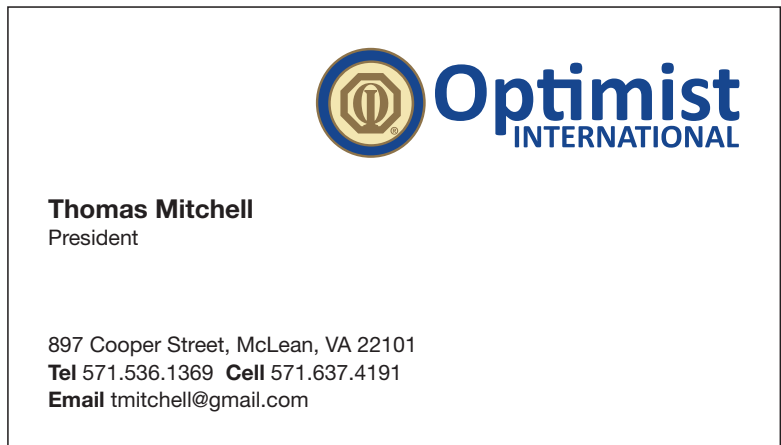 Optimist
INTERNATIONAL
®
Thomas Mitchell
President
897 Cooper Street, McLean, VA 22101
Tel 571.536.1369 Cell 571.637.4191
Email tmitchell@gmail.com